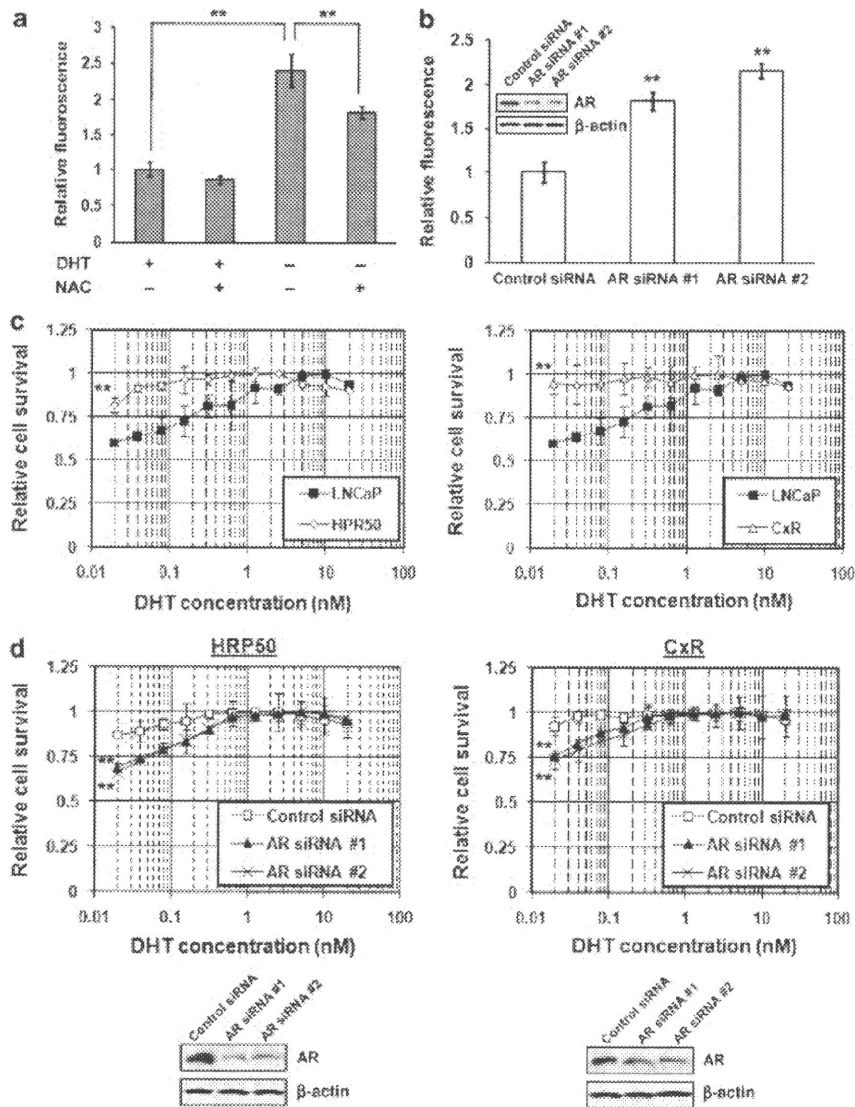 a
**
**
3
2.5
2
1.5
1
0.5
0
Relative fluoroscence
DHT + + – –
NAC – + – +
b
Control siRNA
AR siRNA #1
AR siRNA #2
AR
β-actin
**
**
2.5
2
1.5
1
0.5
0
Relative fluorescence
Control siRNA AR siRNA #1 AR siRNA #2
c
1.25
1
0.75
0.5
0.25
0
Relative cell survival
**
LNCaP
HPR50
0.01 0.1 1 10 100
DHT concentration (nM)
1.25
1
0.75
0.5
0.25
0
Relative cell survival
**
LNCaP
CxR
0.01 0.1 1 10 100
DHT concentration (nM)
d
HRP50
1.25
1
0.75
0.5
0.25
0
Relative cell survival
**
**
Control siRNA
AR siRNA #1
AR siRNA #2
0.01 0.1 1 10 100
DHT concentration (nM)
CxR
1.25
1
0.75
0.5
0.25
0
Relative cell survival
**
**
Control siRNA
AR siRNA #1
AR siRNA #2
0.01 0.1 1 10 100
DHT concentration (nM)
Control siRNA
AR siRNA #1
AR siRNA #2
AR
β-actin
Control siRNA
AR siRNA #1
AR siRNA #2
AR
β-actin